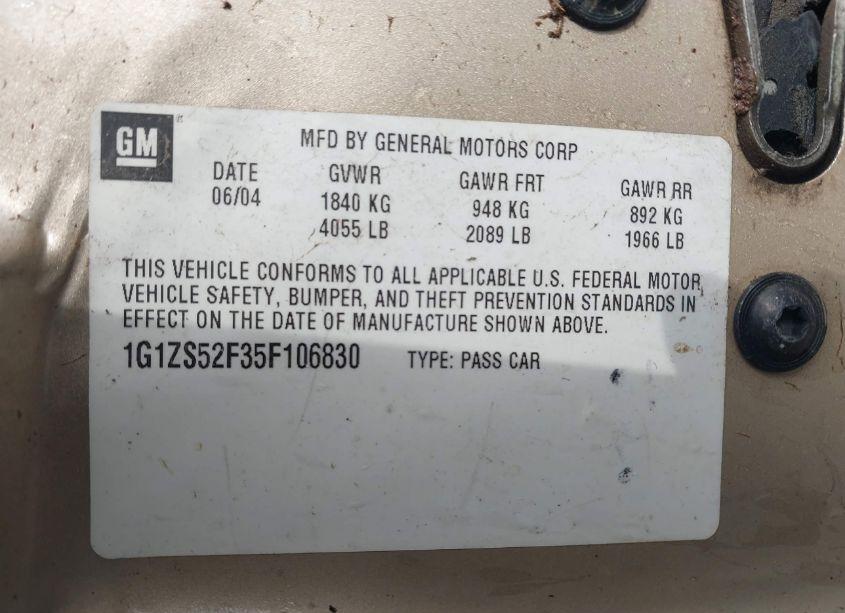 GM
MFD BY GENERAL MOTORS CORP
DATE GVWR GAWR FRT GAWR RR
06/04 1840 KG 948 KG 892 KG
4055 LB 2089 LB 1966 LB
THIS VEHICLE CONFORMS TO ALL APPLICABLE U.S. FEDERAL MOTOR
VEHICLE SAFETY, BUMPER, AND THEFT PREVENTION STANDARDS IN
EFFECT ON THE DATE OF MANUFACTURE SHOWN ABOVE.
1G1ZS52F35F106830 TYPE: PASS CAR